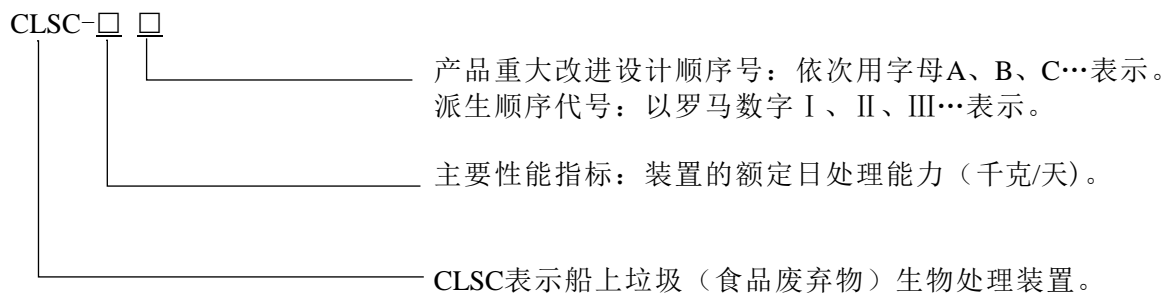 CLSC-□ □
产品重大改进设计顺序号：依次用字母A、B、C…表示。
派生顺序代号：以罗马数字Ⅰ、Ⅱ、Ⅲ…表示。
主要性能指标：装置的额定日处理能力（千克/天）。
CLSC表示船上垃圾（食品废弃物）生物处理装置。